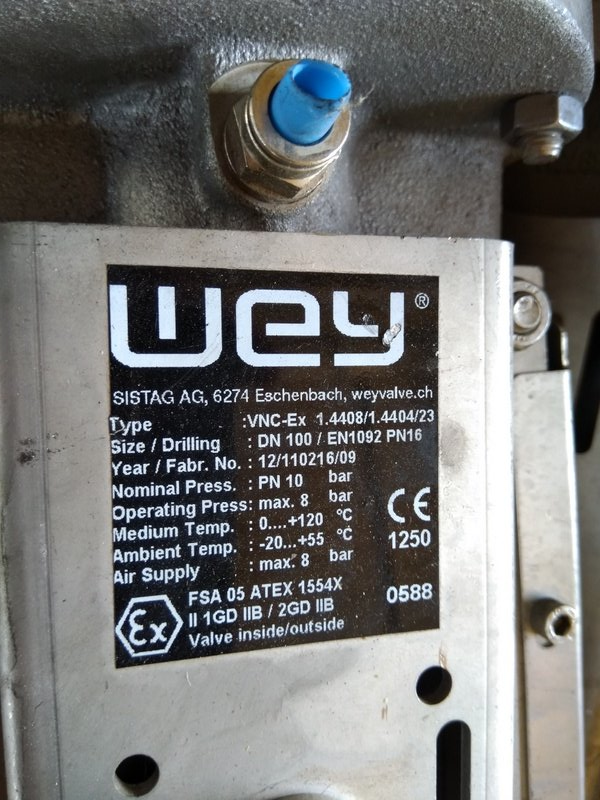 wey®
SISTAG AG, 6274 Eschenbach, weyvalve.ch
Type :VNC-Ex 1.4408/1.4404/23
Size / Drilling : DN 100 / EN1092 PN16
Year / Fabr. No. : 12/110216/09
Nominal Press. : PN 10 bar
Operating Press: max. 8 bar
Medium Temp. : 0....+120 °C
Ambient Temp. : -20...+55 °C
Air Supply : max. 8 bar
CE
1250
Ex
FSA 05 ATEX 1554X
II 1GD IIB / 2GD IIB
Valve inside/outside
0588